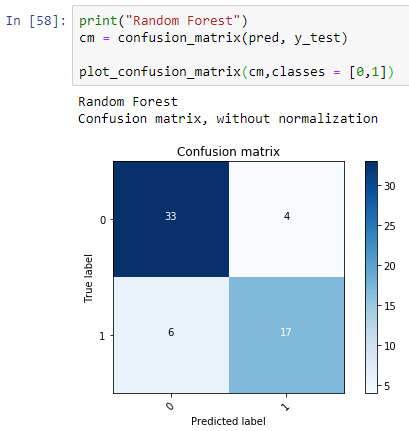 In [58]: print("Random Forest")
cm = confusion_matrix(pred, y_test)
plot_confusion_matrix(cm,classes = [0,1])
Random Forest
Confusion matrix, without normalization
Confusion matrix
0 33 4
1 6 17
True label
0 1
Predicted label
30
25
20
15
10
5